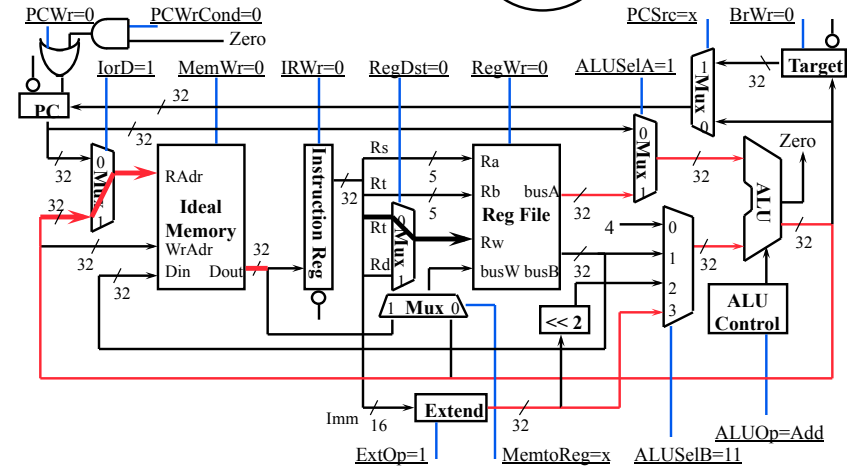 PCWr=0
PCWrCond=0
PCSrc=x
BrWr=0
Zero
IorD=1
MemWr=0
IRWr=0
RegDst=0
RegWr=0
ALUSelA=1
1
Mux
0
32
Target
PC
32
32
32
0
Mux
1
32
RAdr
Ideal
Memory
WrAdr
Din
Dout
32
32
32
Instruction Reg
32
Rs
5
Rt
5
Rt
0
Mux
1
Rd
Ra
Rb
busA
Reg File
Rw
busW
busB
32
32
0
Mux
1
32
4
0
1
2
3
32
Zero
ALU
32
1 Mux 0
<< 2
ALU
Control
Imm
16
Extend
32
ExtOp=1
MemtoReg=x
ALUSelB=11
ALUOp=Add